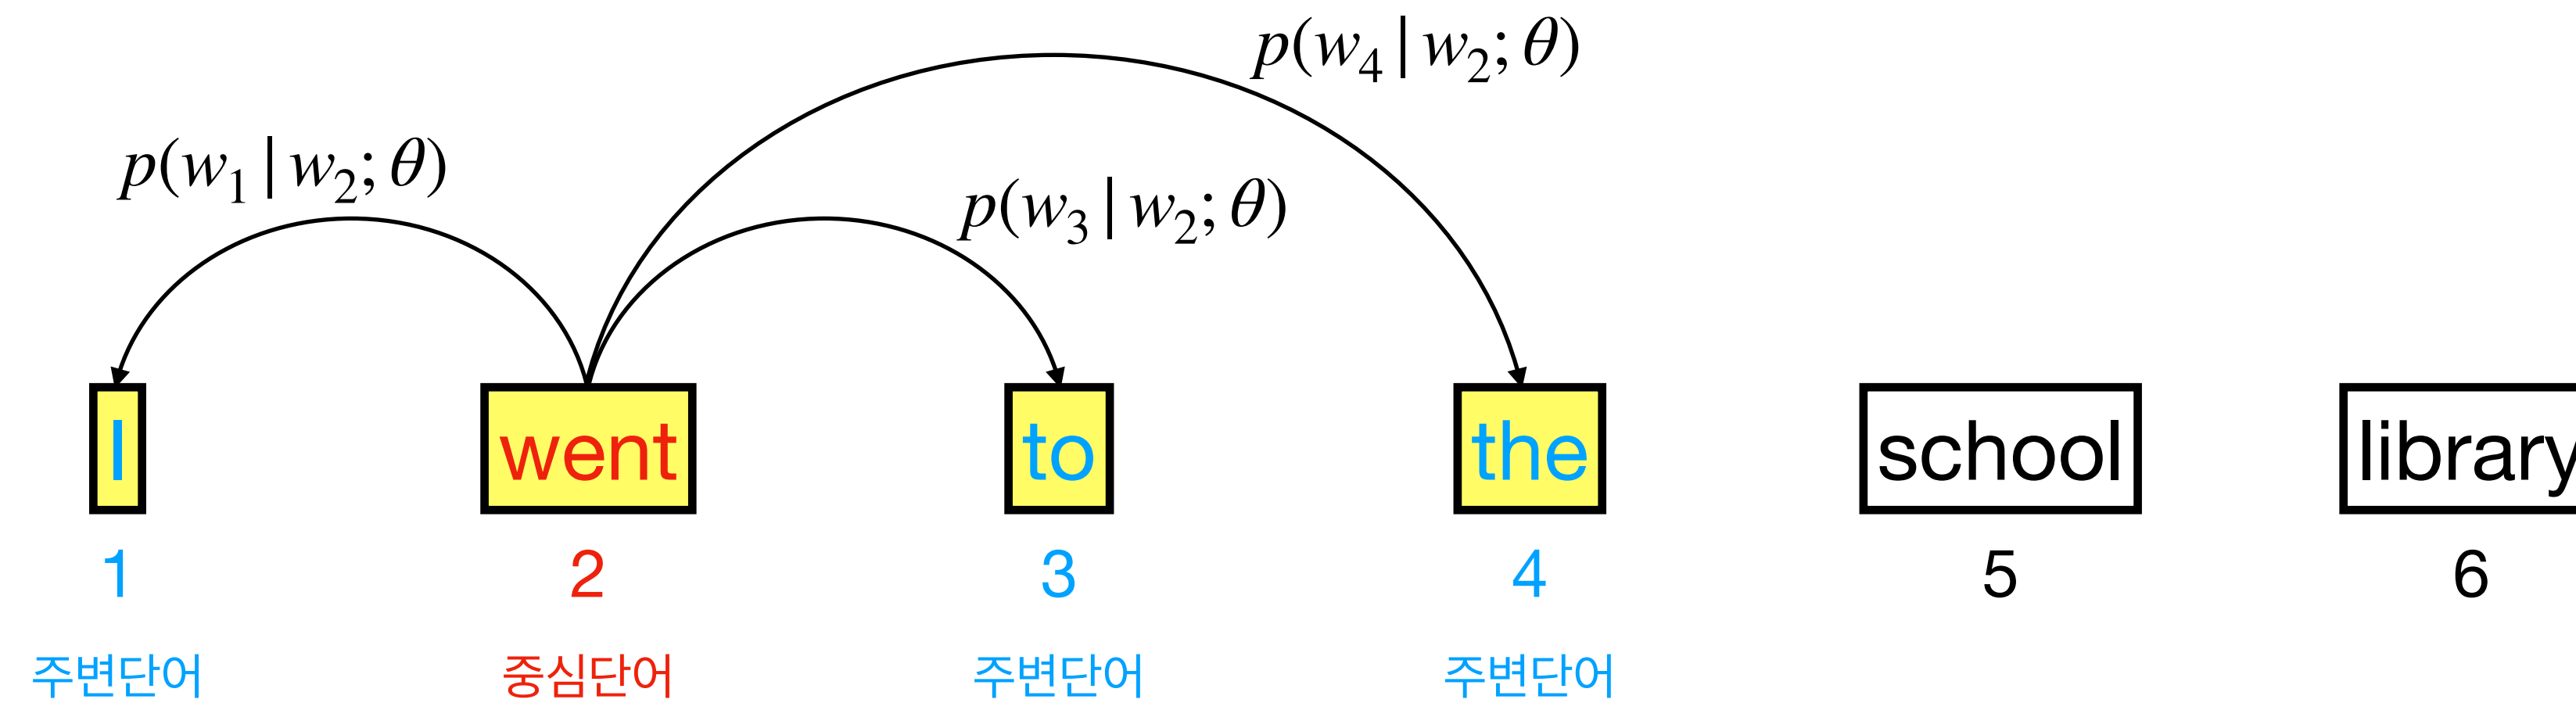 p(w₄ | w₂; θ)
p(w₁ | w₂; θ)
p(w₃ | w₂; θ)
I went to the school library
1 2 3 4 5 6
주변단어 중심단어 주변단어 주변단어